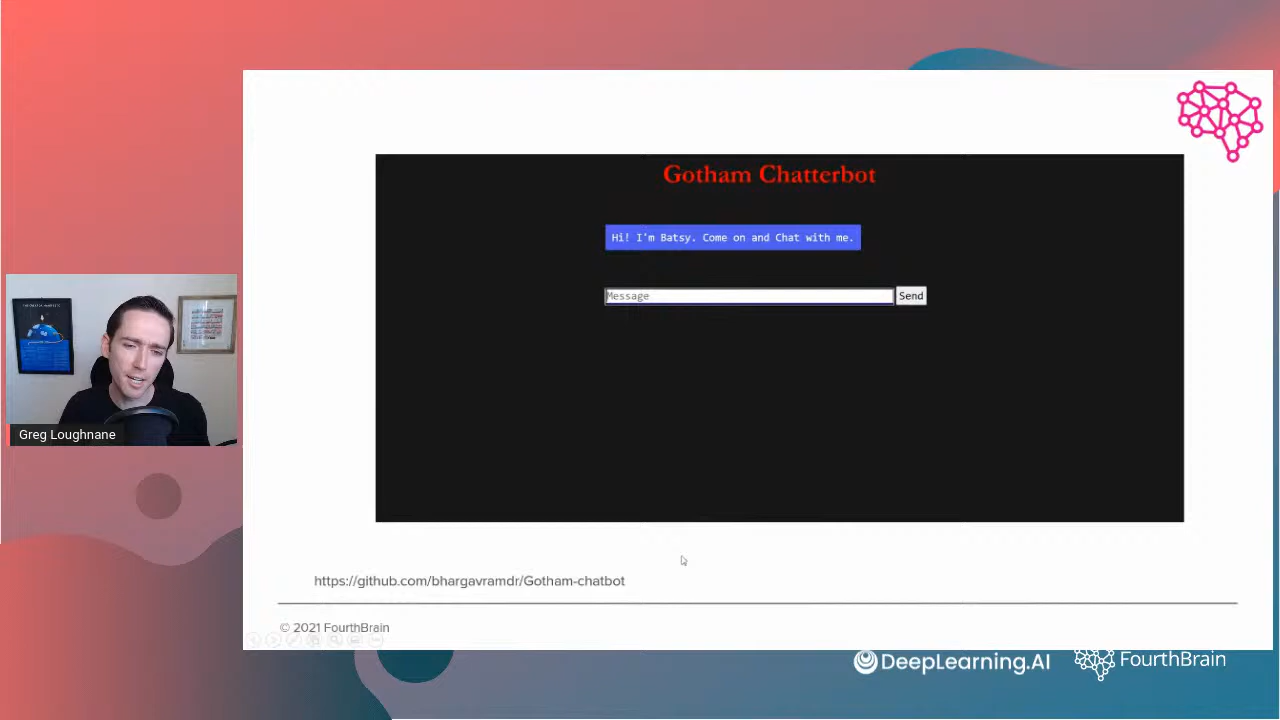 Gotham Chatterbot
Hi! I'm Batsy. Come on and Chat with me.
Message
Send
Greg Loughnane
https://github.com/bhargavramdr/Gotham-chatbot
© 2021 FourthBrain
DeepLearning.AI
FourthBrain